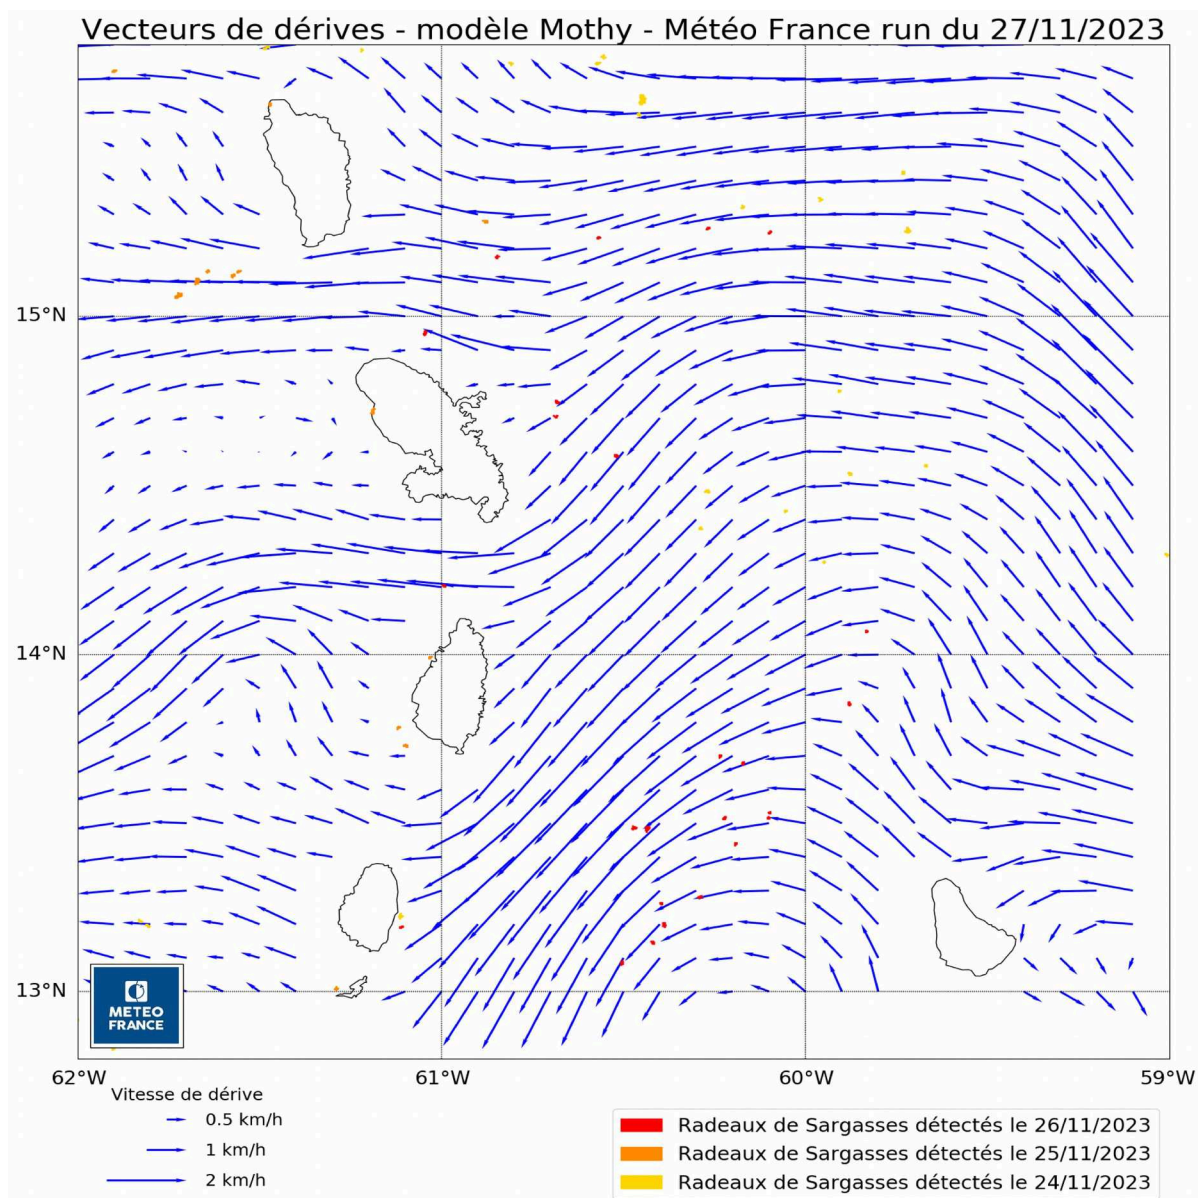 Vecteurs de dérives - modèle Mothy - Météo France run du 27/11/2023
15°N
14°N
13°N
METEO
FRANCE
62°W
61°W
60°W
59°W
Vitesse de dérive
0.5 km/h
1 km/h
2 km/h
Radeaux de Sargasses détectés le 26/11/2023
Radeaux de Sargasses détectés le 25/11/2023
Radeaux de Sargasses détectés le 24/11/2023